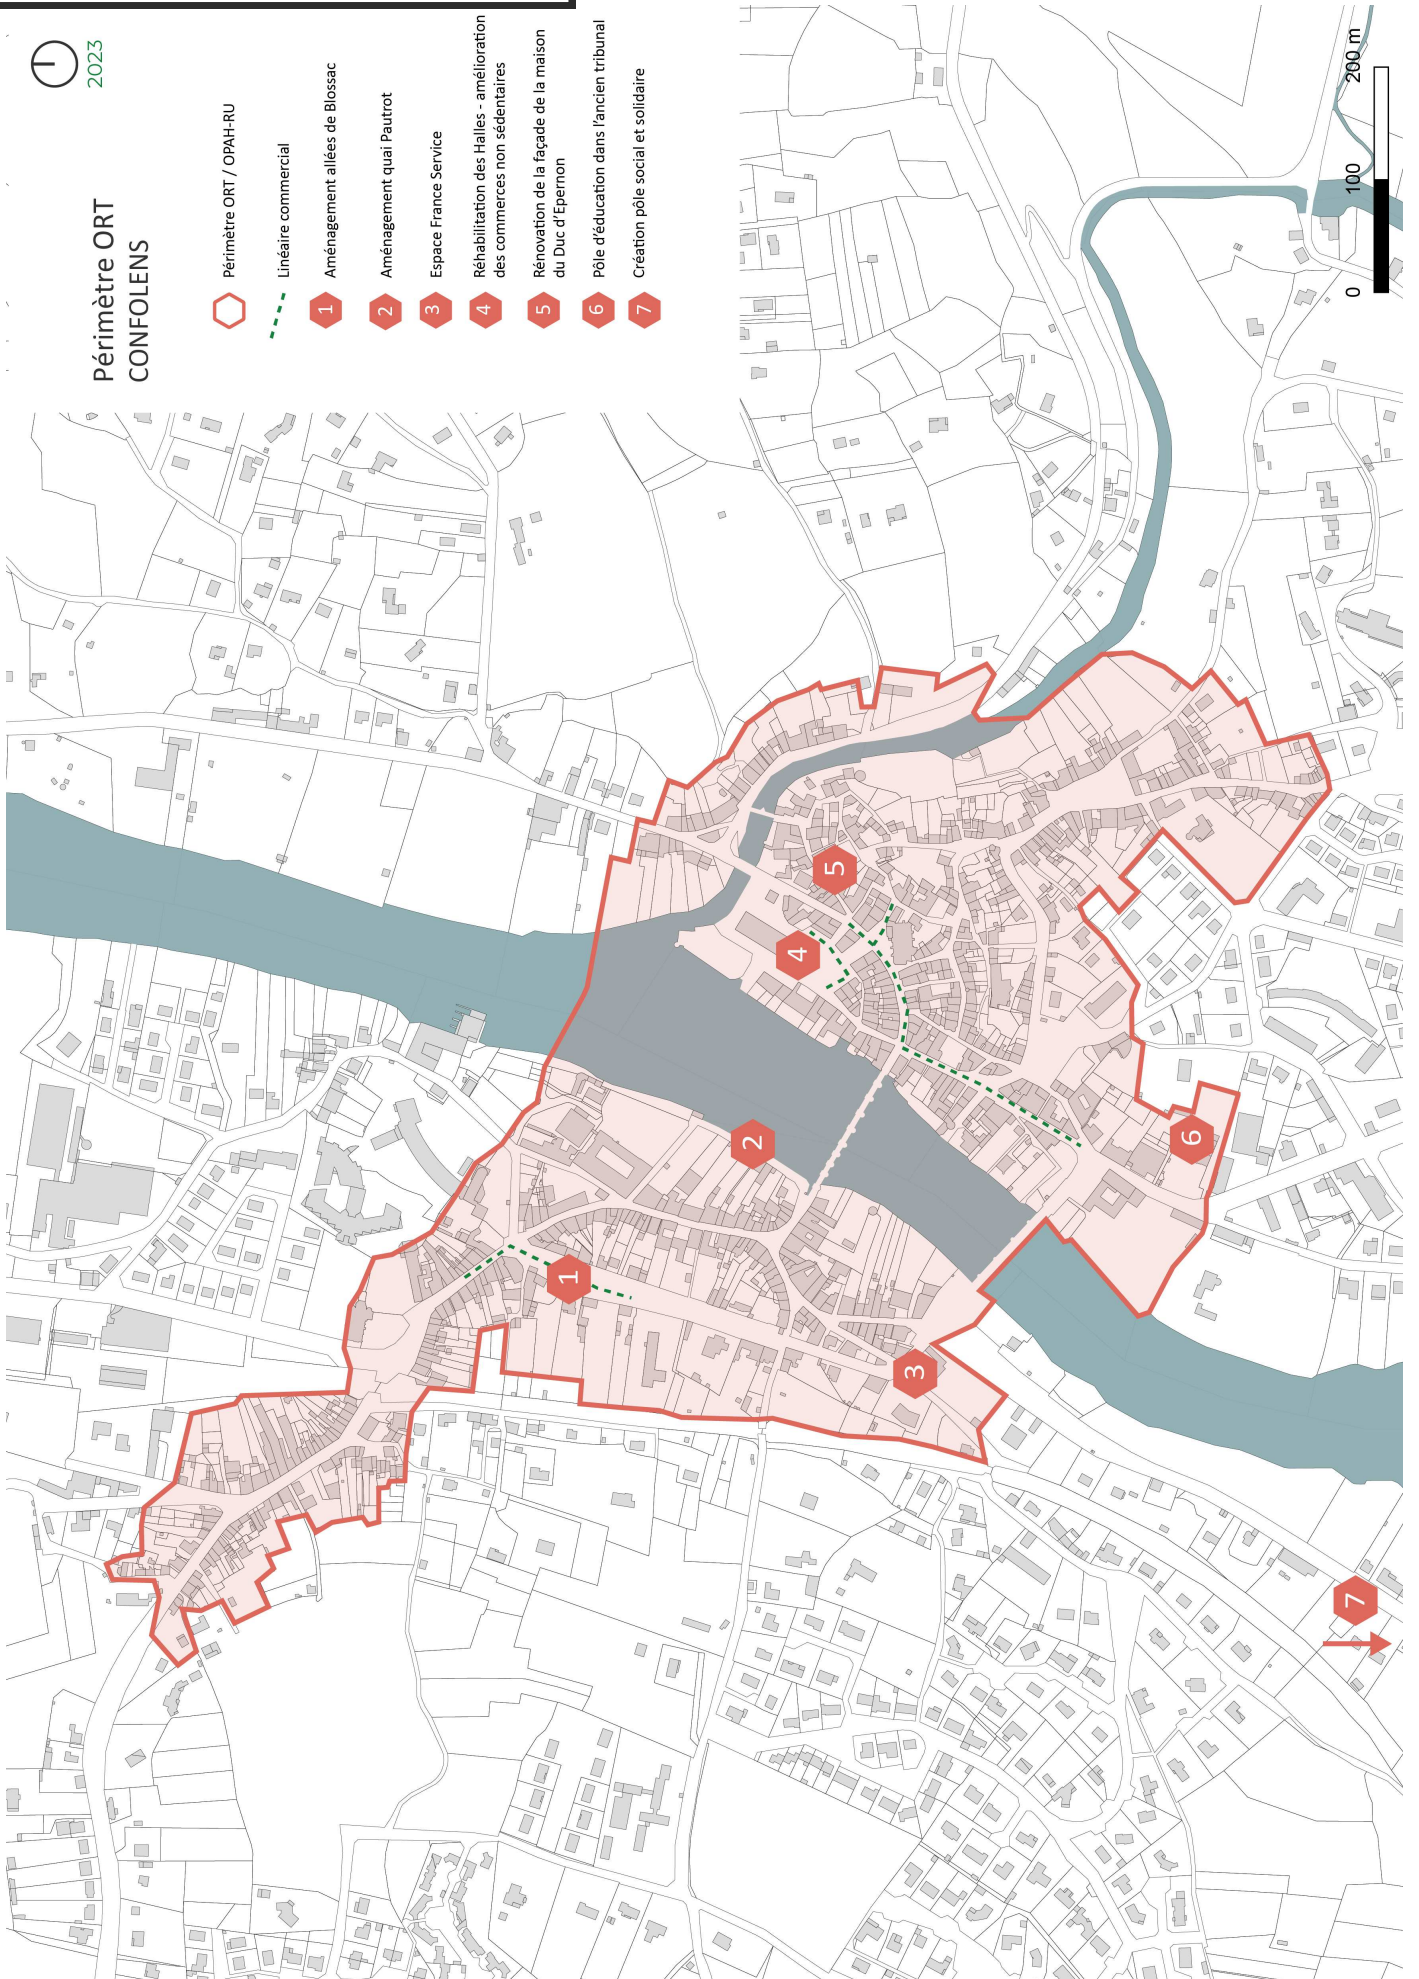 2023
Périmètre ORT
CONFOLENS
Périmètre ORT / OPAH-RU
Linéaire commercial
1 Aménagement allées de Blossac
2 Aménagement quai Pautrot
3 Espace France Service
4 Réhabilitation des Halles - amélioration
des commerces non sédentaires
5 Rénovation de la façade de la maison
du Duc d'Epernon
6 Pôle d'éducation dans l'ancien tribunal
7 Création pôle social et solidaire
1
2
3
4
5
6
7
0 100 200 m